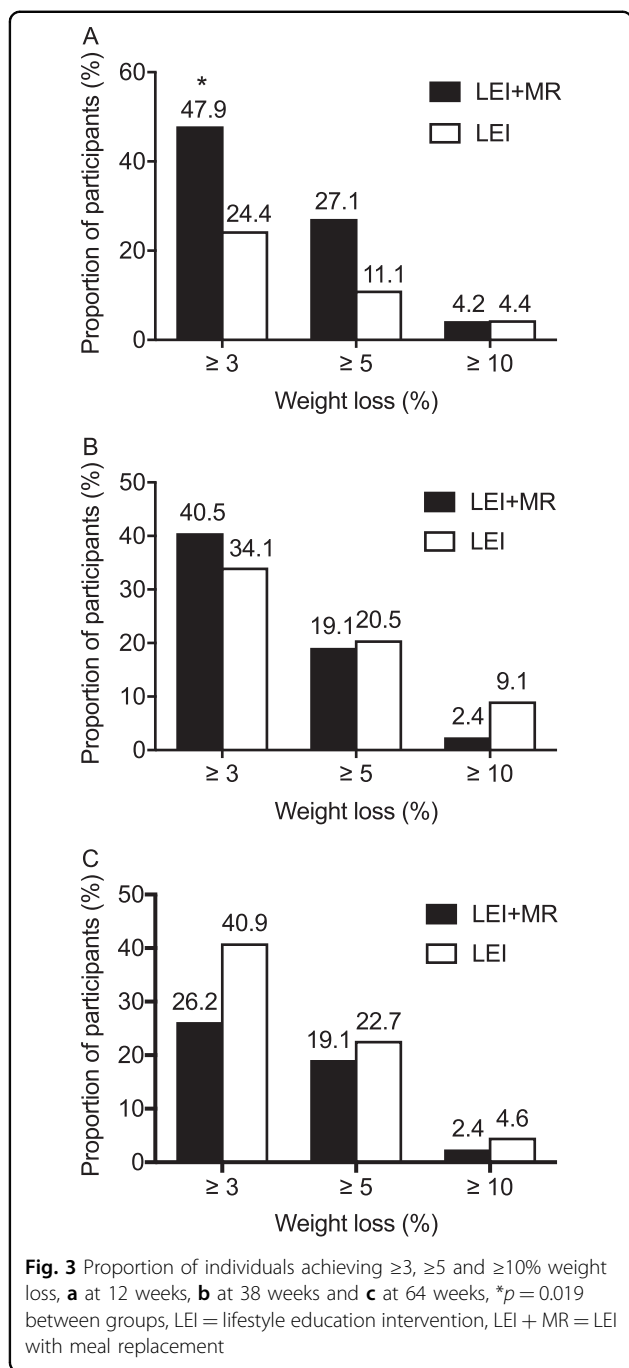 A
Proportion of participants (%)
60
40
20
0
*
47.9
24.4
27.1
11.1
4.2 4.4
LEI+MR
LEI
≥ 3 ≥ 5 ≥ 10
Weight loss (%)
B
Proportion of participants (%)
50
40
30
20
10
0
40.5
34.1
19.1 20.5
2.4
9.1
LEI+MR
LEI
≥ 3 ≥ 5 ≥ 10
Weight loss (%)
C
Proportion of participants (%)
50
40
30
20
10
0
26.2
40.9
19.1
22.7
2.4
4.6
LEI+MR
LEI
≥ 3 ≥ 5 ≥ 10
Weight loss (%)
Fig. 3 Proportion of individuals achieving ≥3, ≥5 and ≥10% weight
loss, a at 12 weeks, b at 38 weeks and c at 64 weeks, *p = 0.019
between groups, LEI = lifestyle education intervention, LEI + MR = LEI
with meal replacement